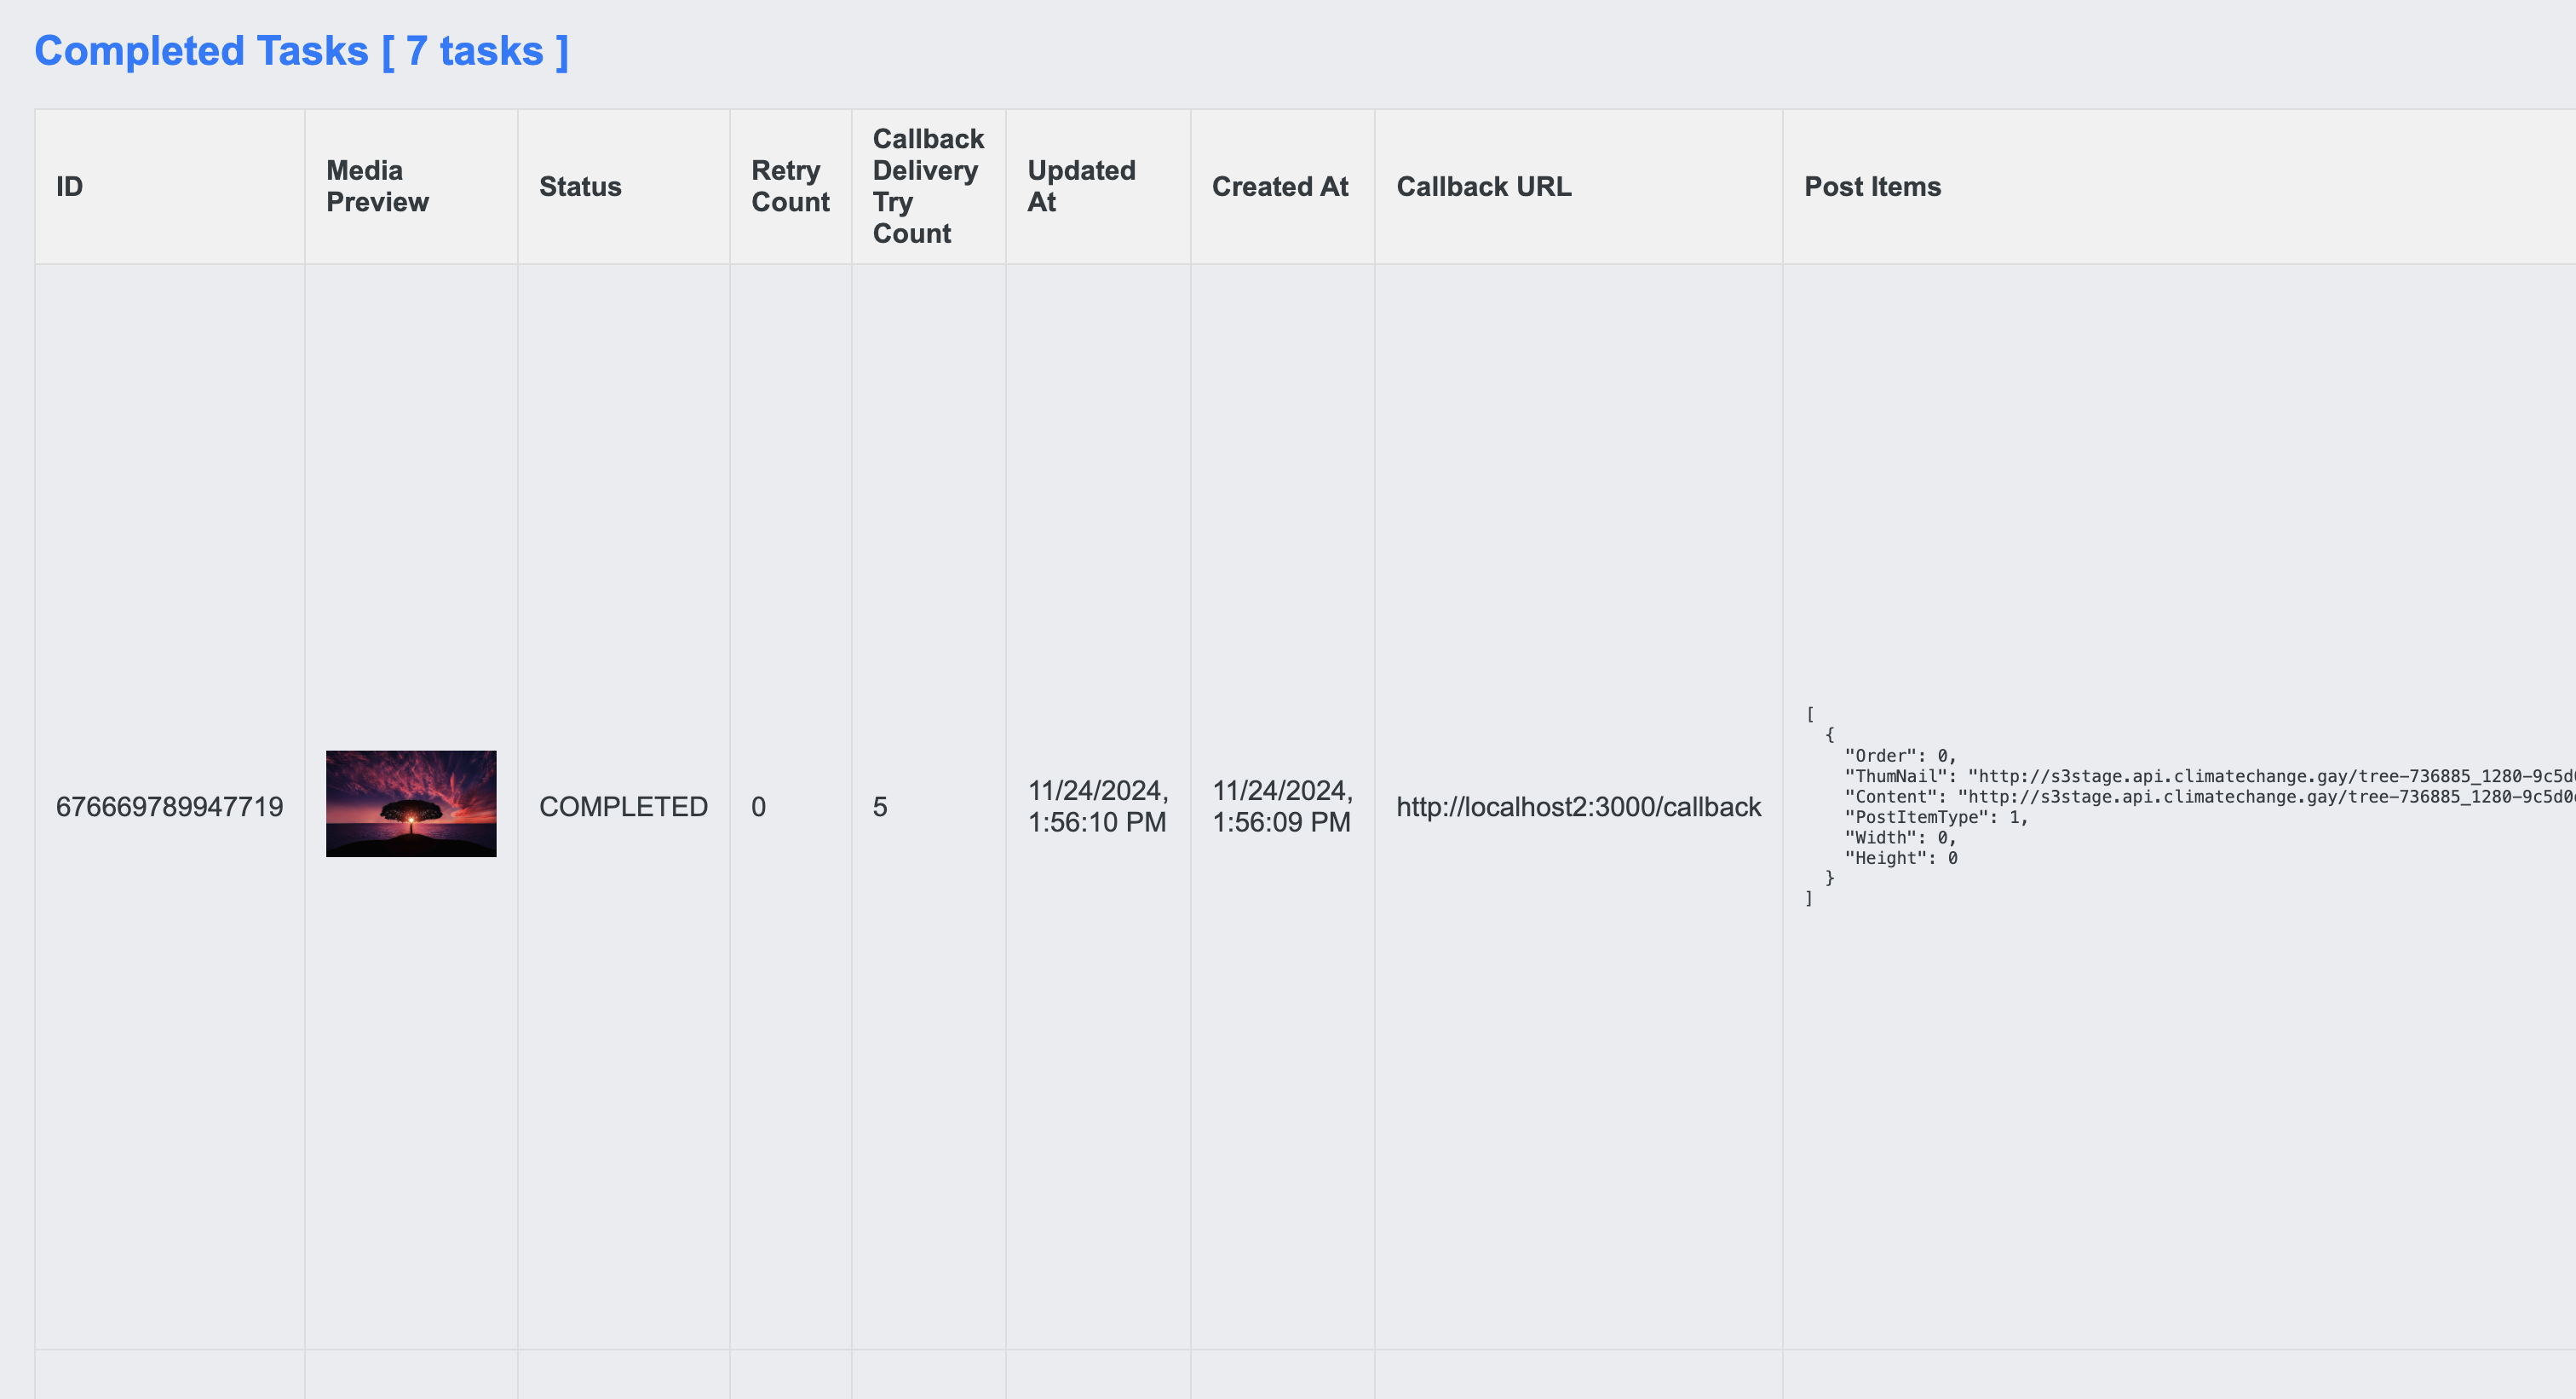 Completed Tasks [ 7 tasks ]
ID
Media
Preview
Status
Retry
Count
Callback
Delivery
Try
Count
Updated
At
Created At
Callback URL
Post Items
676669789947719
COMPLETED
0
5
11/24/2024,
1:56:10 PM
11/24/2024,
1:56:09 PM
http://localhost2:3000/callback
[
{
"Order": 0,
"ThumNail": "http://s3stage.api.climatechange.gay/tree-736885_1280-9c5d
"Content": "http://s3stage.api.climatechange.gay/tree-736885_1280-9c5d0
"PostItemType": 1,
"Width": 0,
"Height": 0
}
]